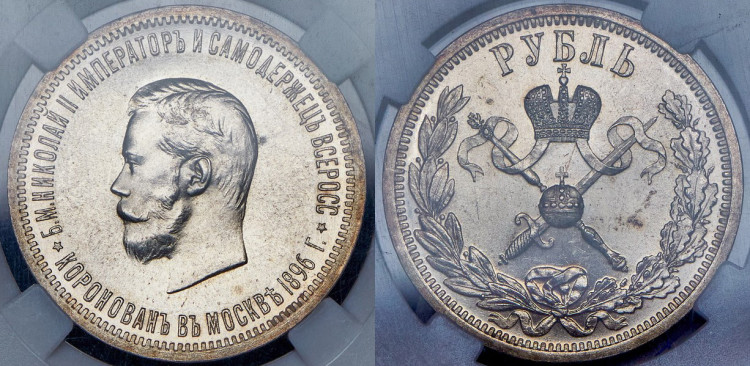 Б.М.НИКОЛАЙ II ИМПЕРАТОРЪ И САМОДЕРЖЕЦЪ ВСЕРОСС.
КОРОНОВАНЪ ВЪ МОСКВѢ 1896 Г.
РУБЛЬ